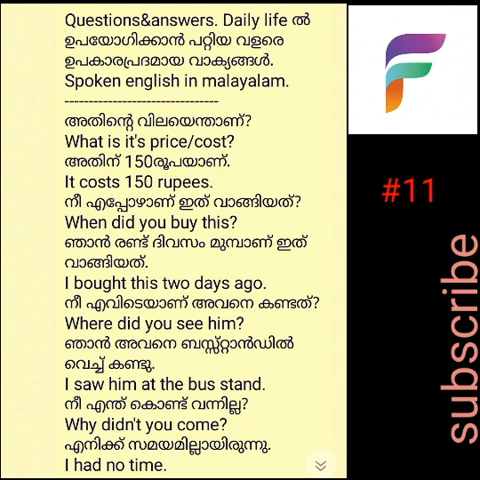 Questions&answers. Daily life ൽ
ഉപയോഗിക്കാൻ പറ്റിയ വളരെ
ഉപകാരപ്രദമായ വാക്യങ്ങൾ.
Spoken english in malayalam.
--------------------------------
അതിന്റെ വിലയെന്താണ്?
What is it's price/cost?
അതിന് 150രൂപയാണ്.
It costs 150 rupees.
നീ എപ്പോഴാണ് ഇത് വാങ്ങിയത്?
When did you buy this?
ഞാൻ രണ്ട് ദിവസം മുമ്പാണ് ഇത്
വാങ്ങിയത്.
I bought this two days ago.
നീ എവിടെയാണ് അവനെ കണ്ടത്?
Where did you see him?
ഞാൻ അവനെ ബസ്സ്റ്റാൻഡിൽ
വെച്ച് കണ്ടു.
I saw him at the bus stand.
നീ എന്ത് കൊണ്ട് വന്നില്ല?
Why didn't you come?
എനിക്ക് സമയമില്ലായിരുന്നു.
I had no time.
F
#11
subscribe